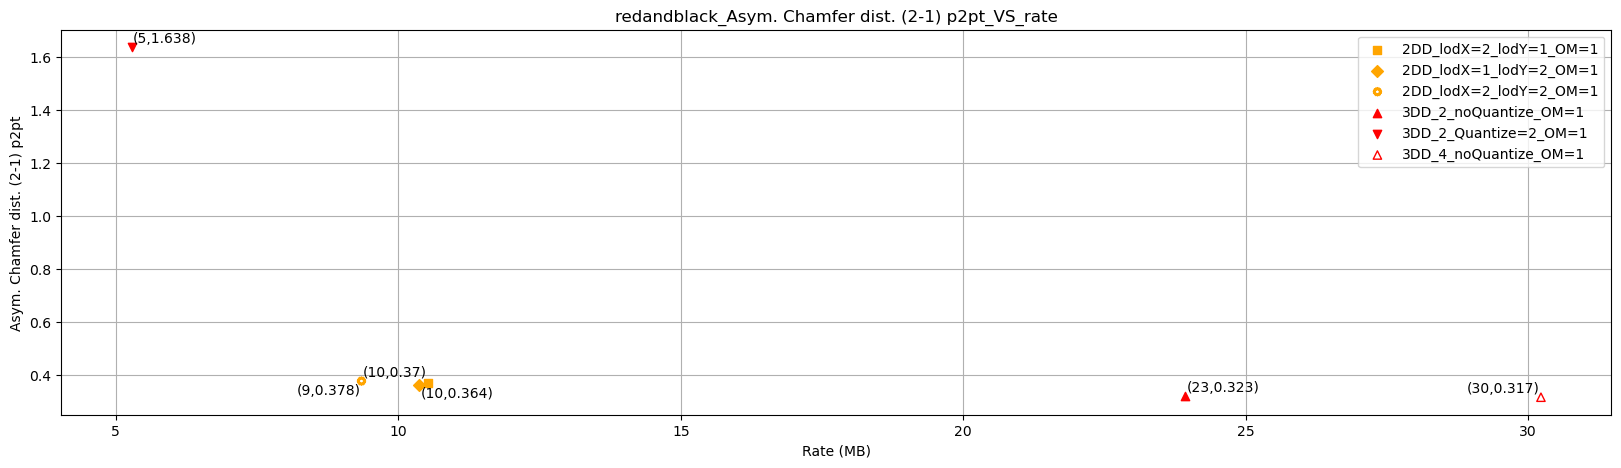 redandblack_Asym. Chamfer dist. (2-1) p2pt_VS_rate
Asym. Chamfer dist. (2-1) p2pt
1.6
1.4
1.2
1.0
0.8
0.6
0.4
(5,1.638)
(10,0.37)
(9,0.378)
(10,0.364)
(23,0.323)
(30,0.317)
2DD_lodX=2_lodY=1_OM=1
2DD_lodX=1_lodY=2_OM=1
2DD_lodX=2_lodY=2_OM=1
3DD_2_noQuantize_OM=1
3DD_2_Quantize=2_OM=1
3DD_4_noQuantize_OM=1
5
10
15
20
25
30
Rate (MB)